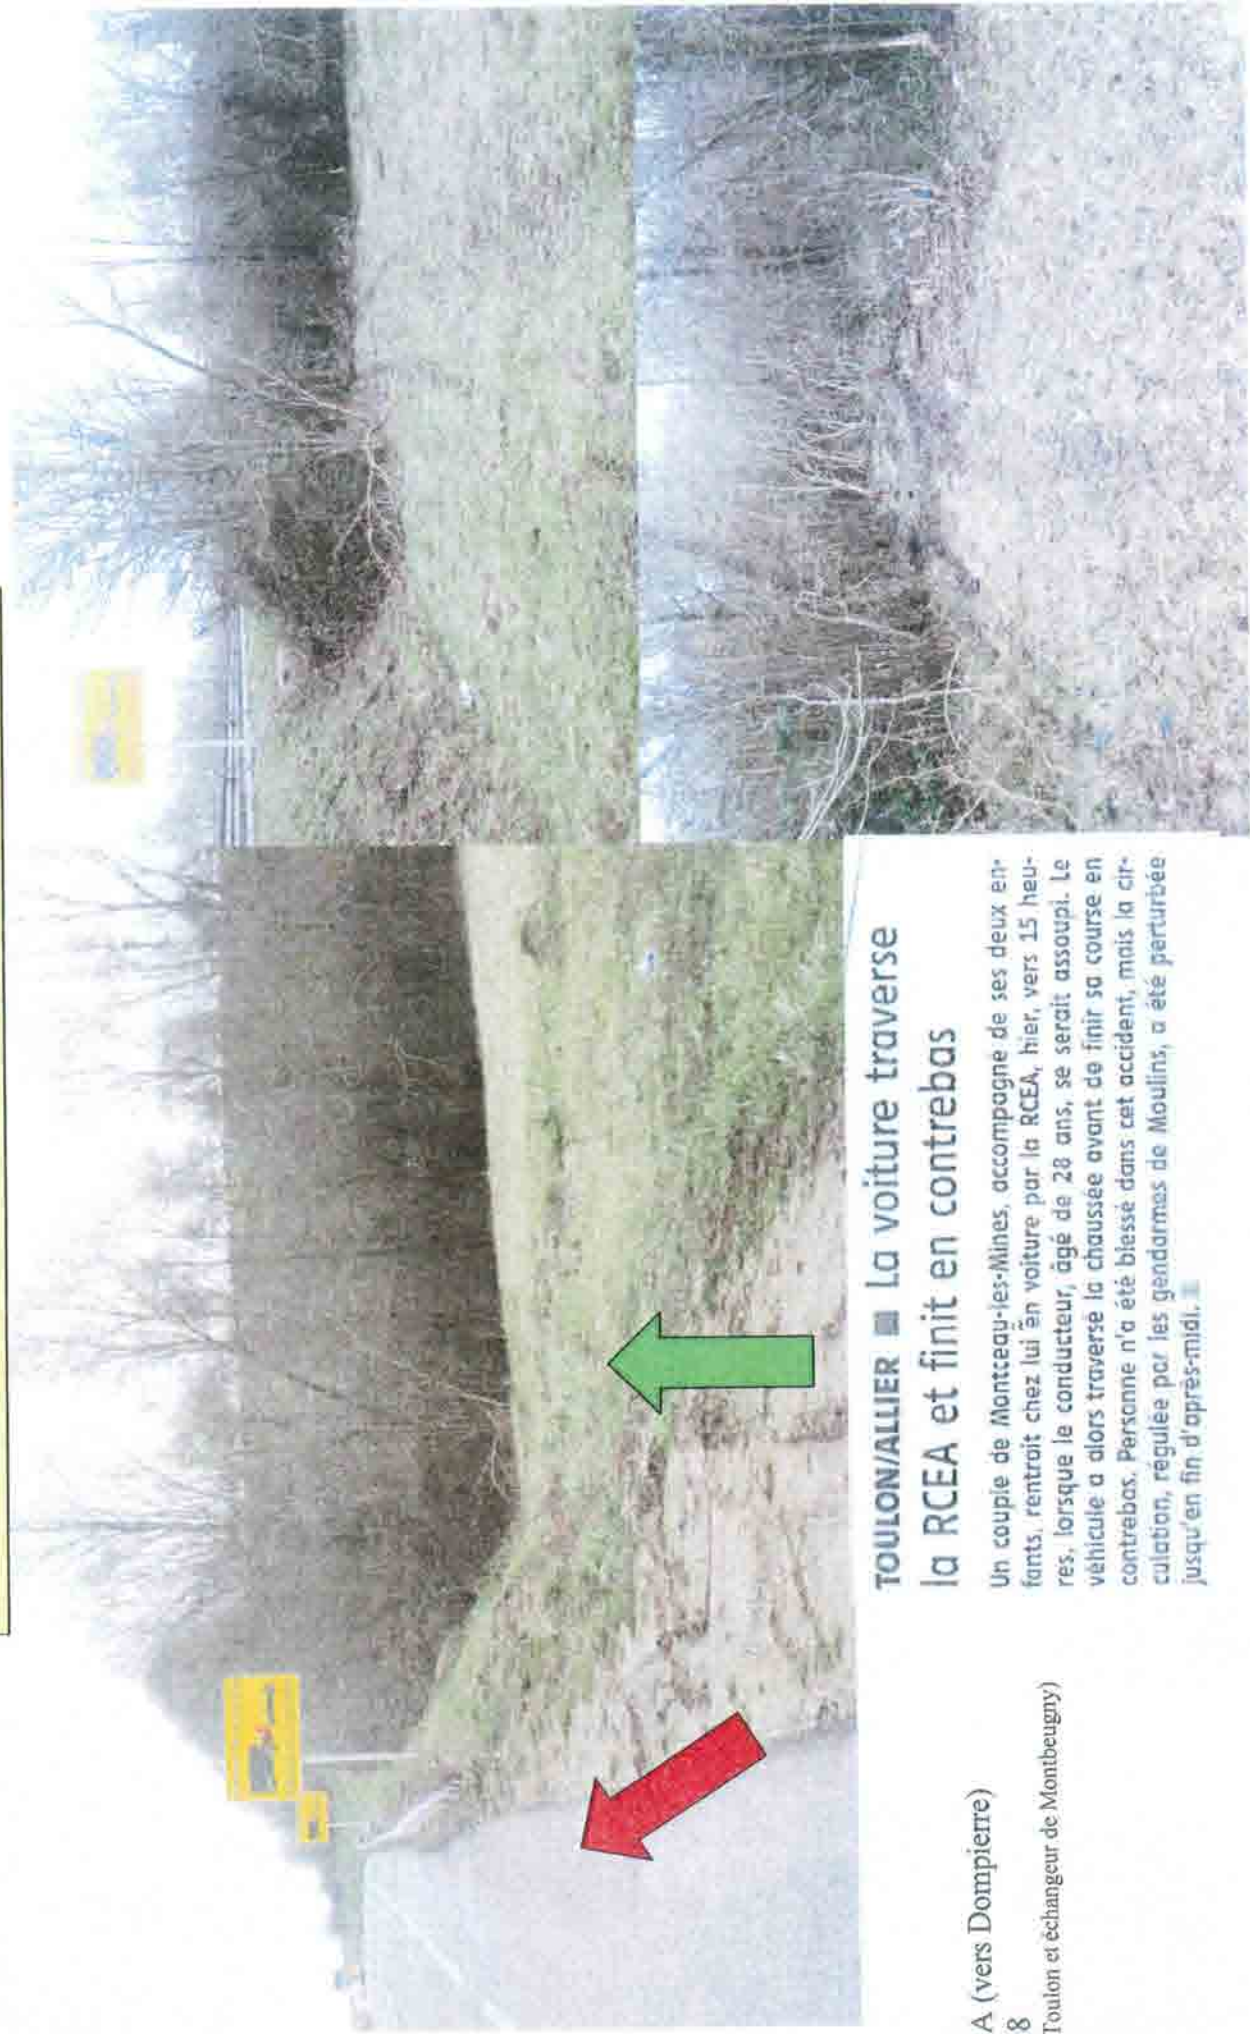 TOULON/ALLIER ■ La voiture traverse
la RCEA et finit en contrebas
Un couple de Montceau-les-Mines, accompagné de ses deux en-
fants, rentrait chez lui en voiture par la RCEA, hier, vers 15 heu-
res, lorsque le conducteur, âgé de 28 ans, se serait assoupi. Le
véhicule a alors traversé la chaussée avant de finir sa course en
contrebas. Personne n'a été blessé dans cet accident, mais la cir-
culation, régulée par les gendarmes de Moulins, a été perturbée
jusqu'en fin d'après-midi. ■
A (vers Dompierre)
8
Toulon et échangeur de Montbeugny)